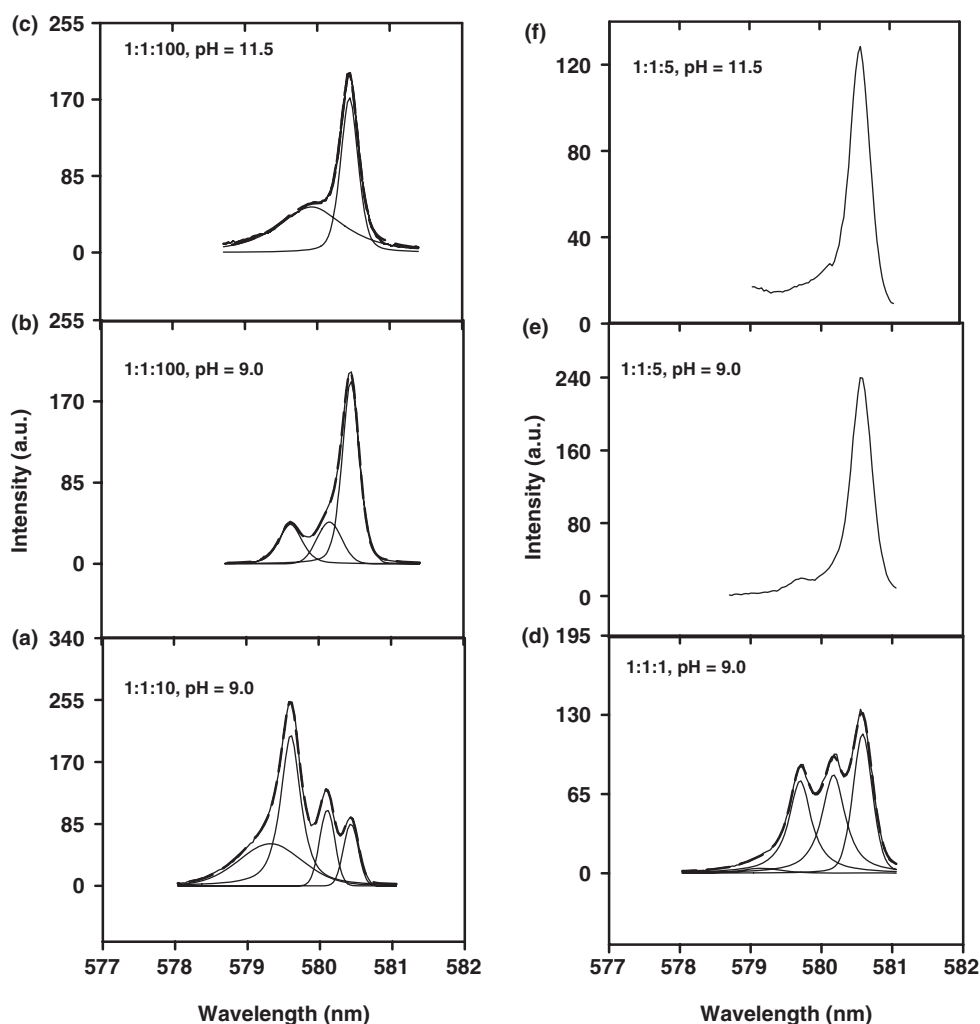 (c)
255
170
85
0
1:1:100, pH = 11.5
(b)
255
170
85
0
1:1:100, pH = 9.0
Intensity (a.u.)
(a)
340
255
170
85
0
1:1:10, pH = 9.0
577 578 579 580 581 582
Wavelength (nm)
(f)
120
80
40
0
1:1:5, pH = 11.5
(e)
240
160
80
0
1:1:5, pH = 9.0
Intensity (a.u.)
(d)
195
130
65
0
1:1:1, pH = 9.0
577 578 579 580 581 582
Wavelength (nm)